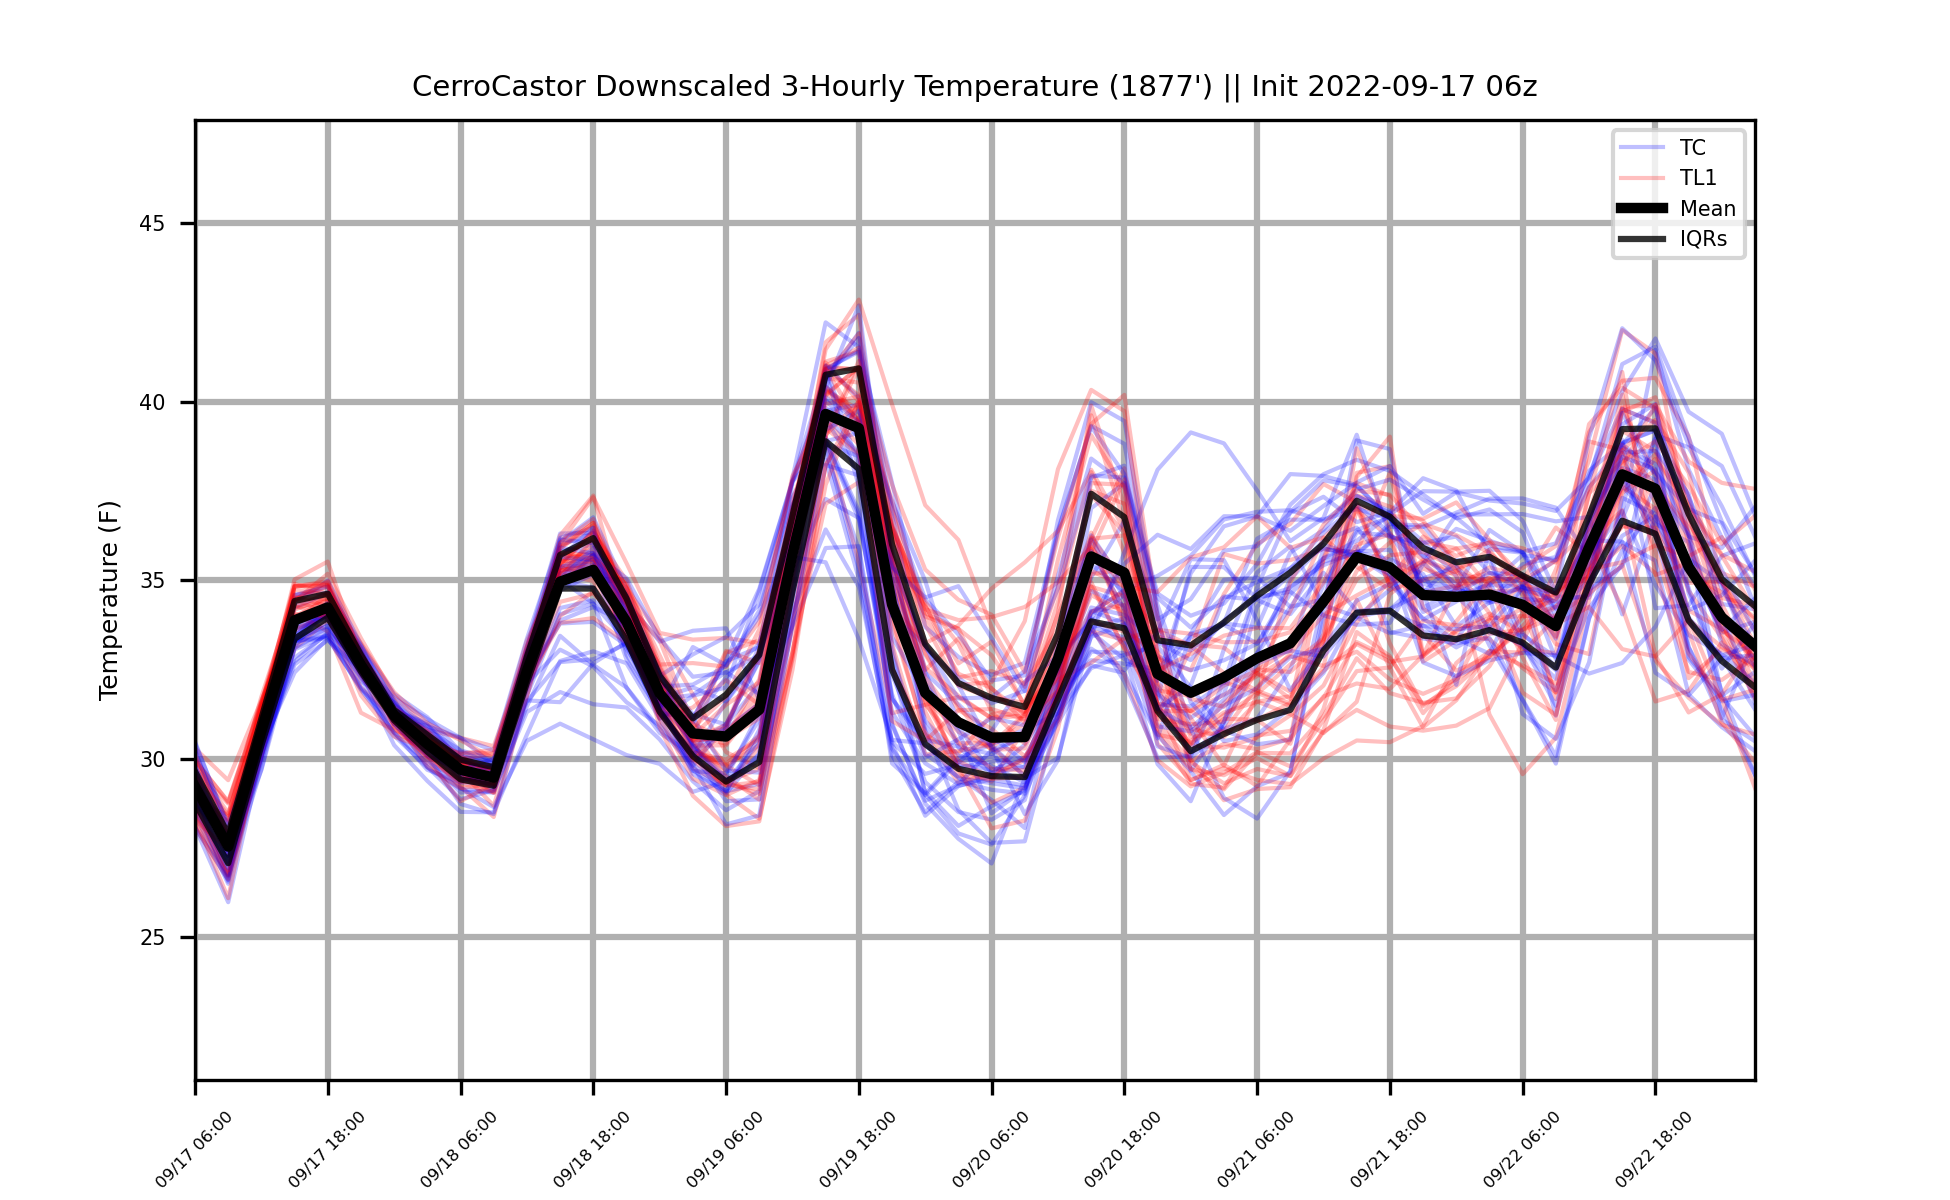 CerroCastor Downscaled 3-Hourly Temperature (1877') || Init 2022-09-17 06z
TC
TL1
Mean
IQRs
Temperature (F)
45
40
35
30
25
09/17 06:00
09/17 18:00
09/18 06:00
09/18 18:00
09/19 06:00
09/19 18:00
09/20 06:00
09/20 18:00
09/21 06:00
09/21 18:00
09/22 06:00
09/22 18:00